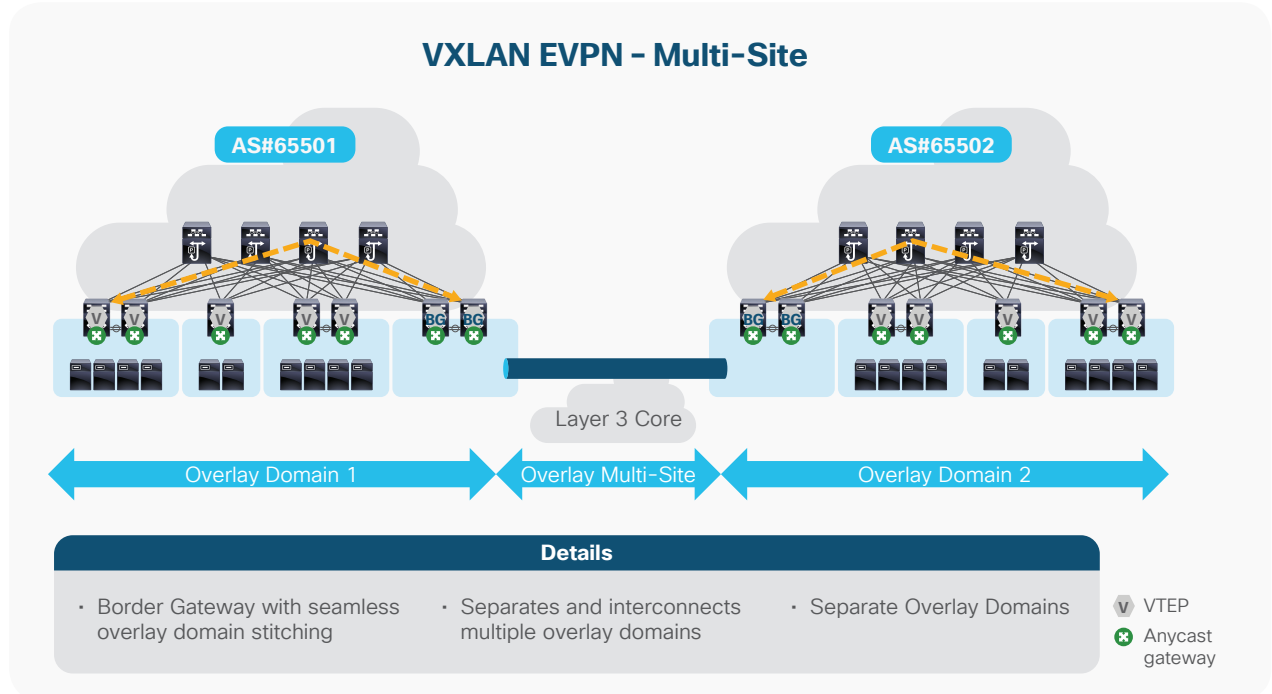 VXLAN EVPN – Multi-Site
AS#65501
AS#65502
V
V
V
V
V
BG
BG
BG
BG
V
V
V
V
V
Layer 3 Core
Overlay Domain 1
Overlay Multi-Site
Overlay Domain 2
Details
• Border Gateway with seamless
overlay domain stitching
• Separates and interconnects
multiple overlay domains
• Separate Overlay Domains
V VTEP
Anycast
gateway